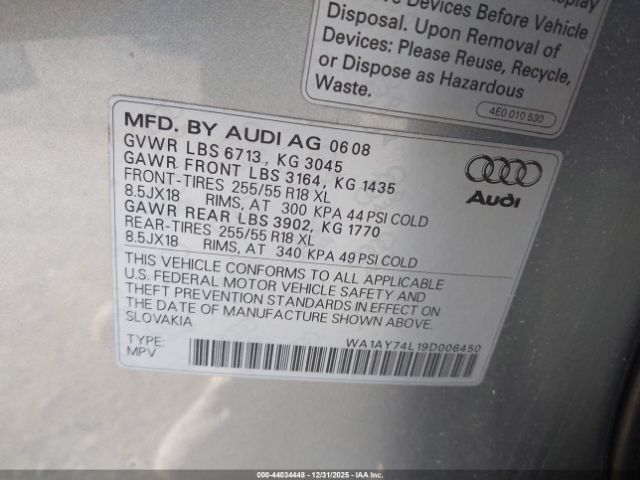 ve Devices Before Vehicle
Disposal. Upon Removal of
Devices: Please Reuse, Recycle,
or Dispose as Hazardous
Waste.
4E0 010 530
MFD. BY AUDI AG 06 08
GVWR LBS 6713, KG 3045
GAWR FRONT LBS 3164, KG 1435
FRONT-TIRES 255/55 R18 XL
8.5JX18 RIMS, AT 300 KPA 44 PSI COLD
GAWR REAR LBS 3902, KG 1770
REAR-TIRES 255/55 R18 XL
8.5JX18 RIMS, AT 340 KPA 49 PSI COLD
Audi
THIS VEHICLE CONFORMS TO ALL APPLICABLE
U.S. FEDERAL MOTOR VEHICLE SAFETY AND
THEFT PREVENTION STANDARDS IN EFFECT ON
THE DATE OF MANUFACTURE SHOWN ABOVE.
SLOVAKIA
TYPE: WA1AY74L19D006450
MPV
000-44034448 - 12/31/2025 - IAA Inc.